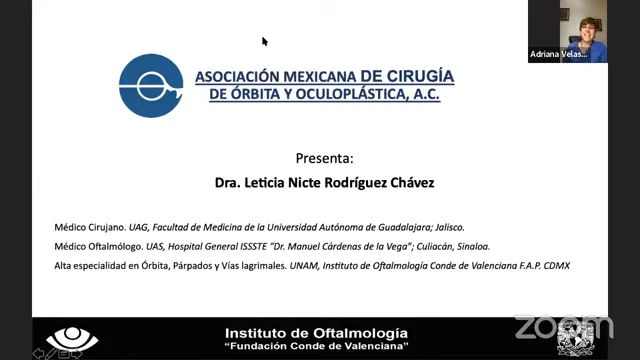 Adriana Velas...
ASOCIACIÓN MEXICANA DE CIRUGÍA
DE ÓRBITA Y OCULOPLÁSTICA, A.C.
Presenta:
Dra. Leticia Nicte Rodríguez Chávez
Médico Cirujano. UAG, Facultad de Medicina de la Universidad Autónoma de Guadalajara; Jalisco.
Médico Oftalmólogo. UAS, Hospital General ISSSTE "Dr. Manuel Cárdenas de la Vega"; Culiacán, Sinaloa.
Alta especialidad en Órbita, Párpados y Vías lagrimales. UNAM, Instituto de Oftalmología Conde de Valenciana F.A.P. CDMX
Instituto de Oftalmología
"Fundación Conde de Valenciana"
zoom